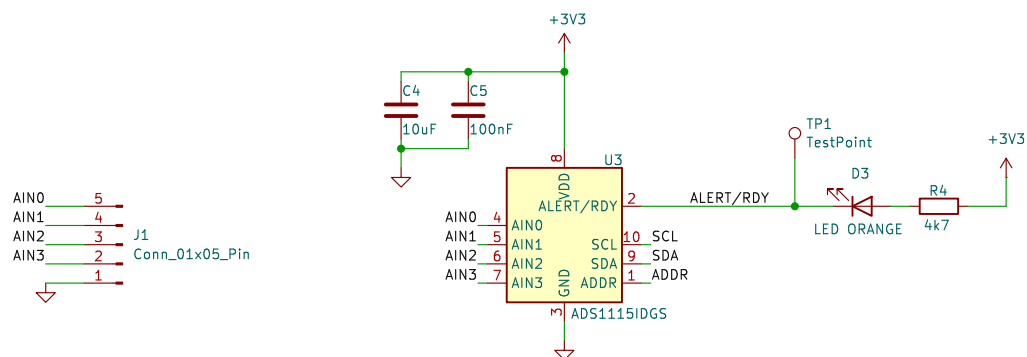 +3V3
C4
10uF
C5
100nF
AIN0
AIN1
AIN2
AIN3
5
4
3
2
1
J1
Conn_01x05_Pin
U3
8
VDD
ALERT/RDY
2
AIN0
4
AIN0
AIN1
5
AIN1
AIN2
6
AIN2
AIN3
7
AIN3
SCL
10
SCL
SDA
9
SDA
ADDR
1
ADDR
GND
3
ADS1115IDGS
ALERT/RDY
TP1
TestPoint
D3
LED ORANGE
R4
4k7
+3V3